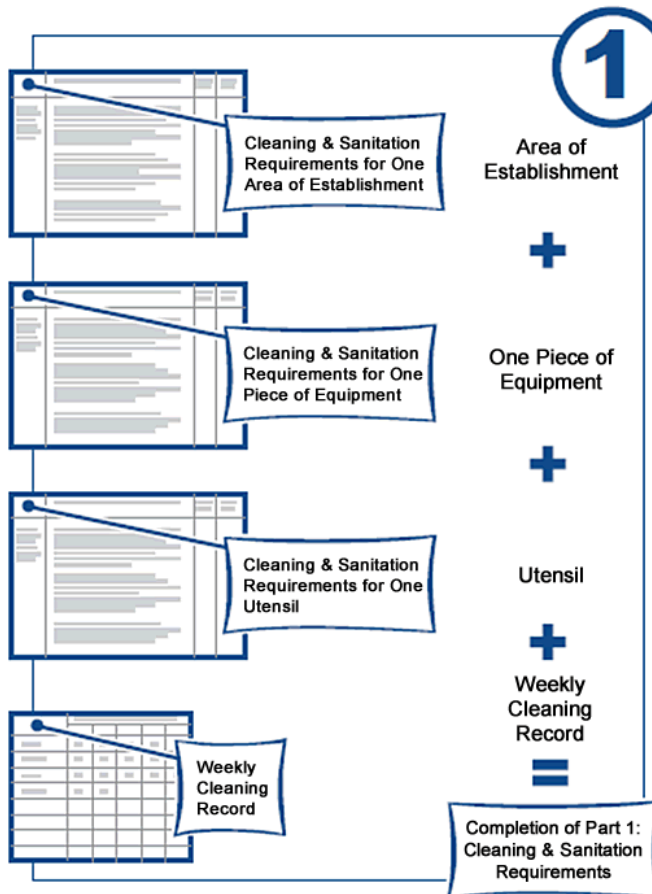 1
Cleaning & Sanitation
Requirements for One
Area of Establishment
Area of
Establishment
+
Cleaning & Sanitation
Requirements for One
Piece of Equipment
One Piece of
Equipment
+
Cleaning & Sanitation
Requirements for One
Utensil
Utensil
+
Weekly
Cleaning
Record
Weekly
Cleaning
Record
=
Completion of Part 1:
Cleaning & Sanitation
Requirements